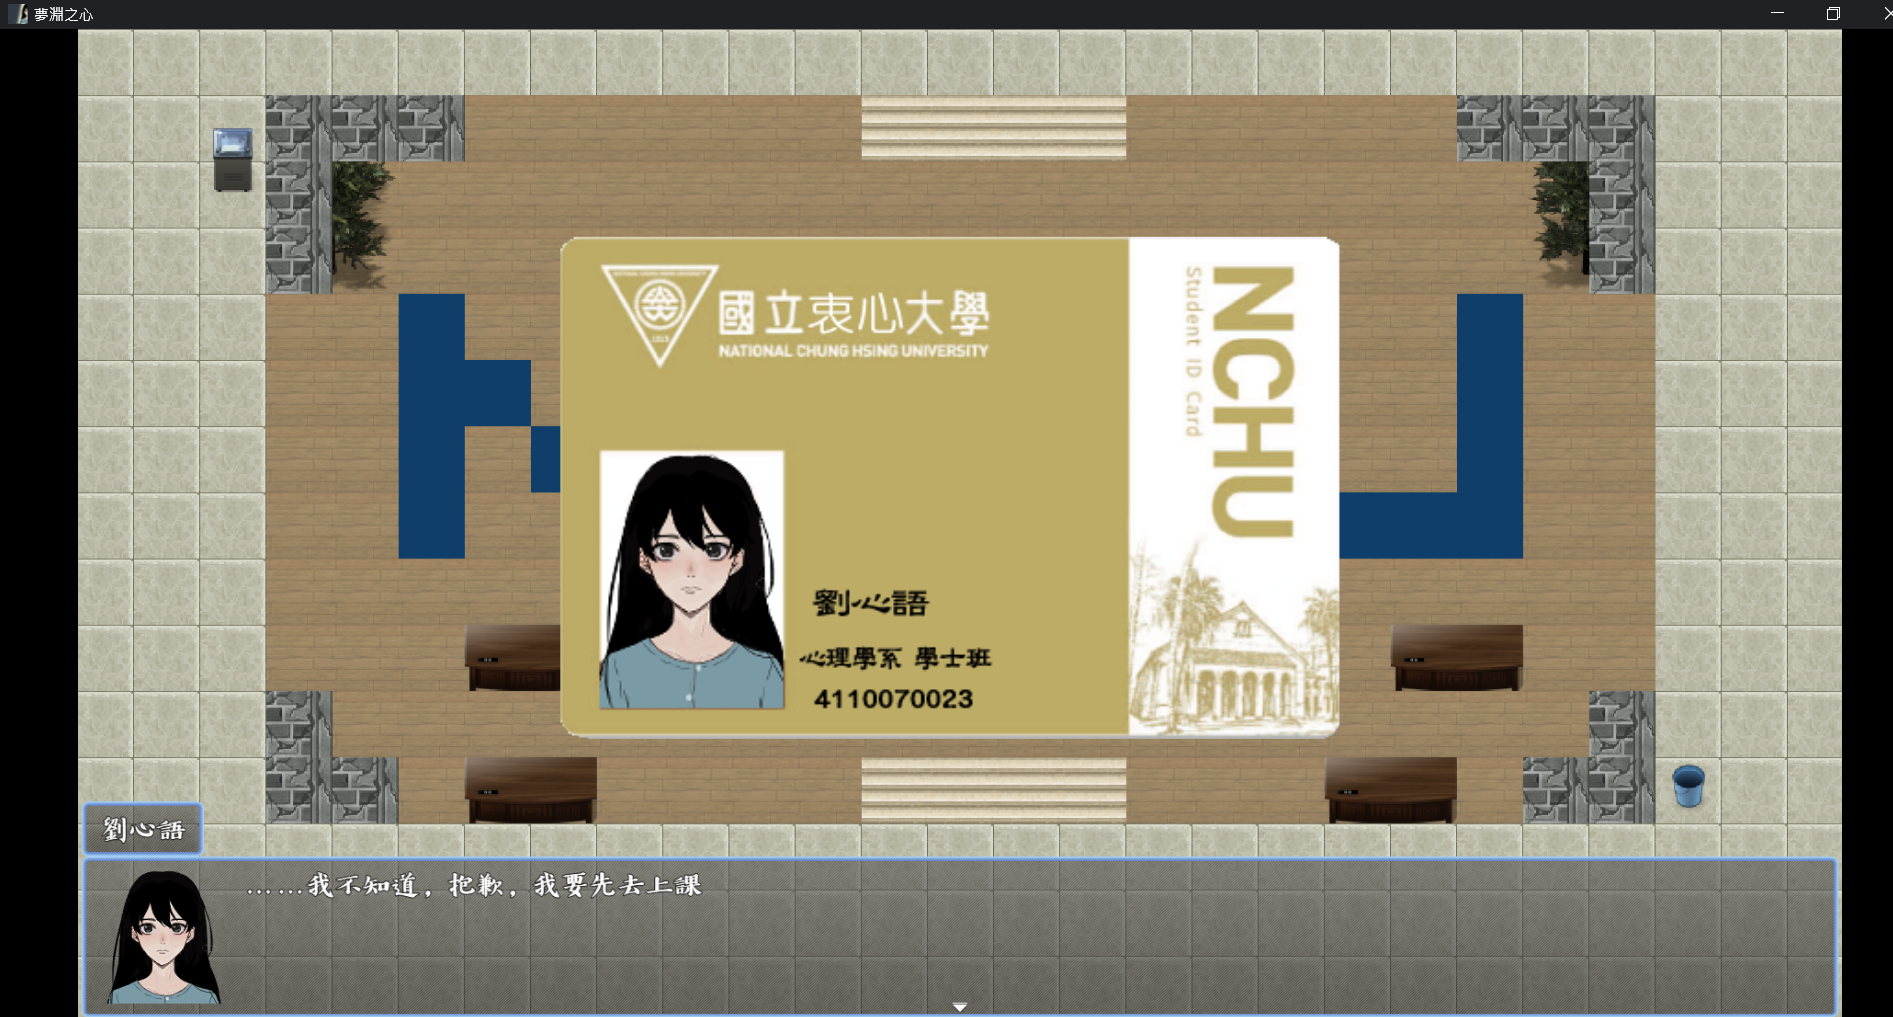 夢淵之心
國立衷心大學
NATIONAL CHUNG HSING UNIVERSITY
NCHU
Student ID Card
劉心語
心理學系 學士班
4110070023
劉心語
……我不知道，抱歉，我要先去上課